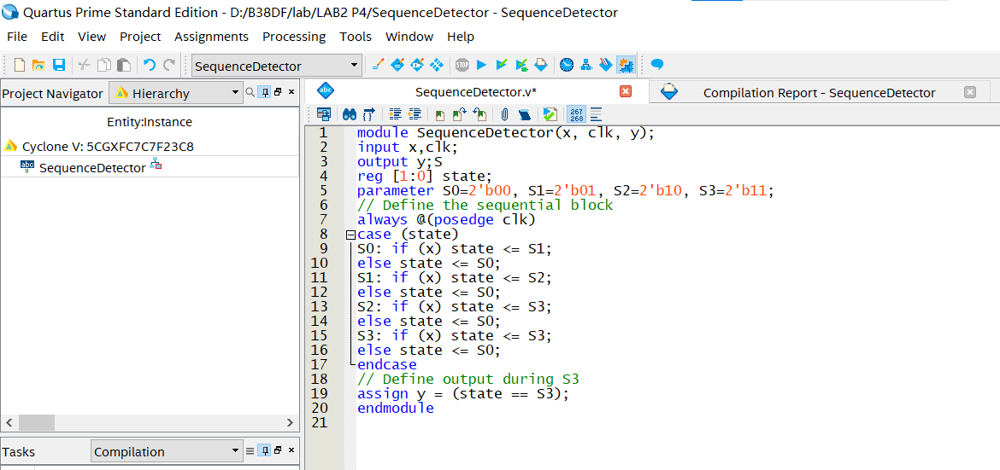 Quartus Prime Standard Edition - D:/B38DF/lab/LAB2 P4/SequenceDetector - SequenceDetector
File Edit View Project Assignments Processing Tools Window Help
SequenceDetector
Project Navigator Hierarchy
Entity:Instance
Cyclone V: 5CGXFC7C7F23C8
abc SequenceDetector
Tasks Compilation
abc SequenceDetector.v* Compilation Report - SequenceDetector
267
268
1 module SequenceDetector(x, clk, y);
2 input x,clk;
3 output y;S
4 reg [1:0] state;
5 parameter S0=2'b00, S1=2'b01, S2=2'b10, S3=2'b11;
6 // Define the sequential block
7 always @(posedge clk)
8 case (state)
9 S0: if (x) state <= S1;
10 else state <= S0;
11 S1: if (x) state <= S2;
12 else state <= S0;
13 S2: if (x) state <= S3;
14 else state <= S0;
15 S3: if (x) state <= S3;
16 else state <= S0;
17 endcase
18 // Define output during S3
19 assign y = (state == S3);
20 endmodule
21